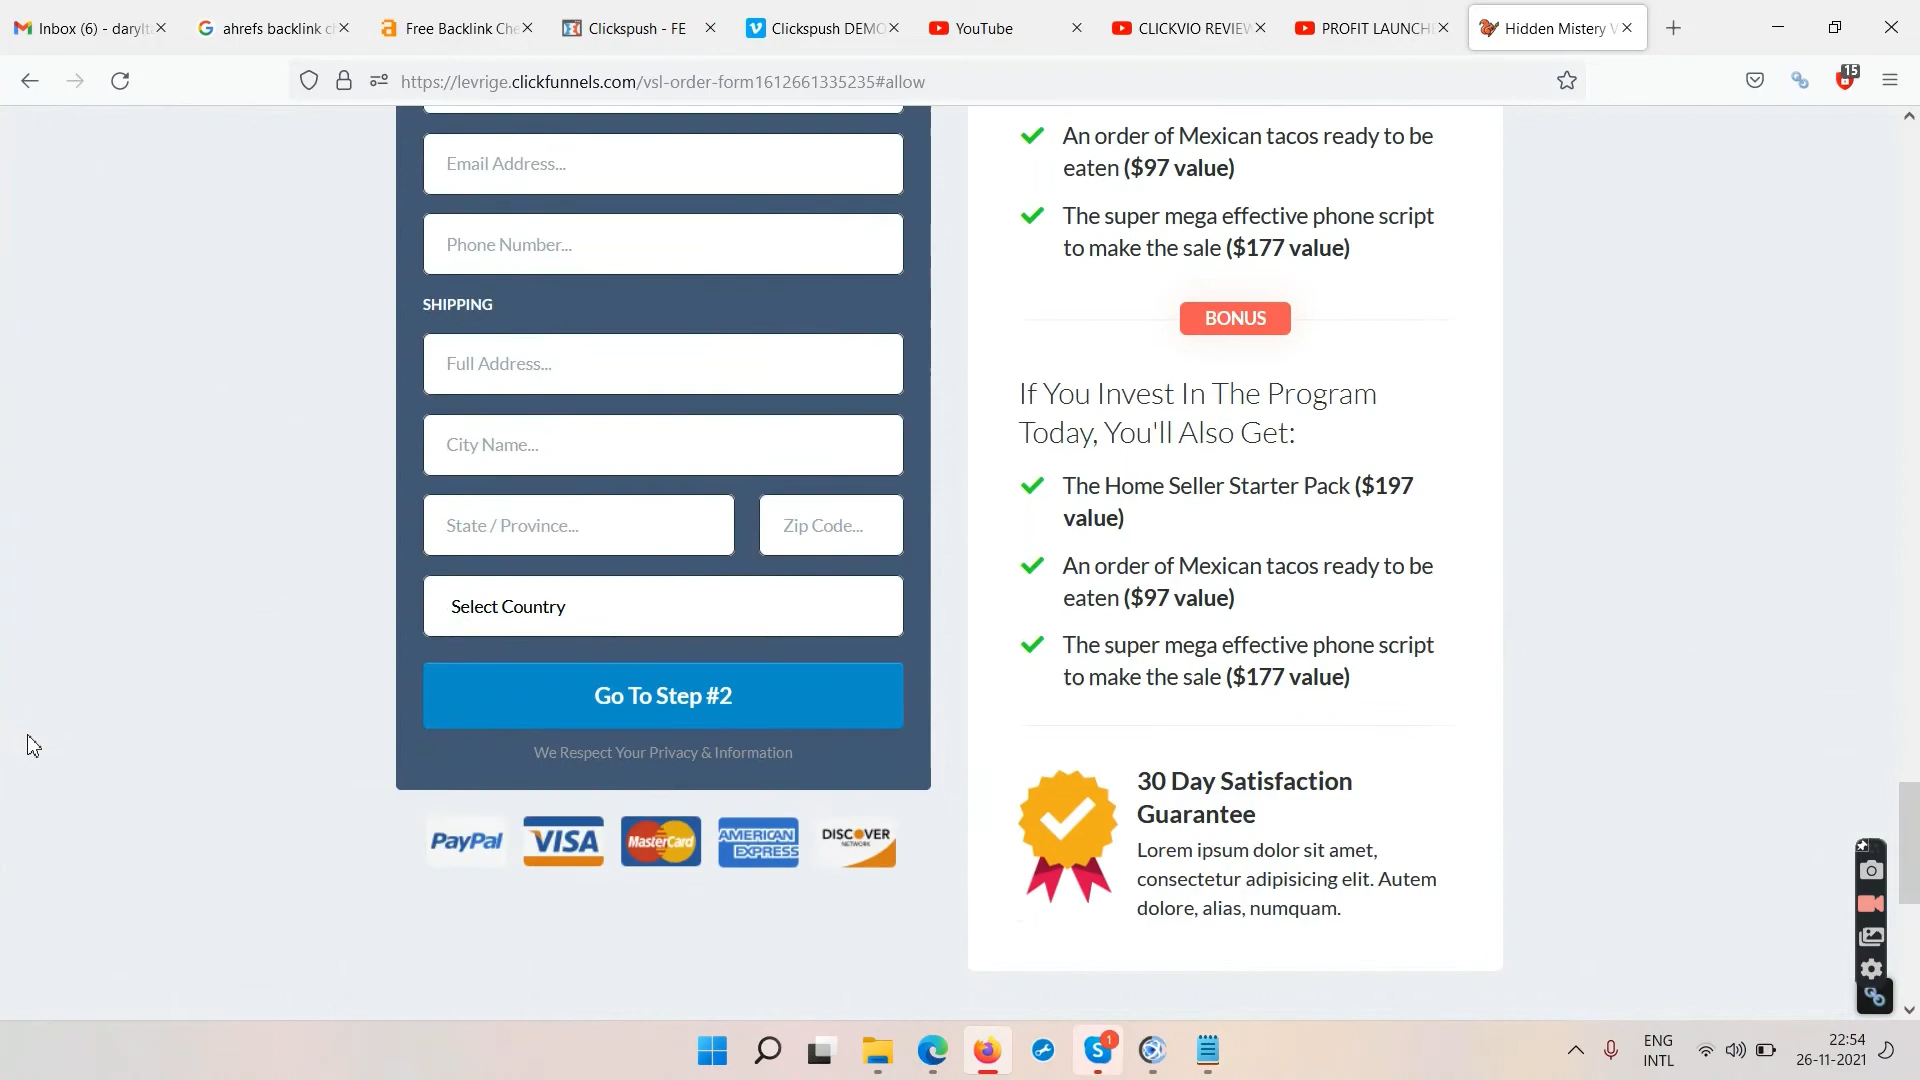 Inbox (6) - darylt
ahrefs backlink c
Free Backlink Che
Clickspush - FE
Clickspush DEMO
YouTube
CLICKVIO REVIEW
PROFIT LAUNCH
Hidden Mistery V
https://levrige.clickfunnels.com/vsl-order-form1612661335235#allow
15
Email Address...
Phone Number...
SHIPPING
Full Address...
City Name...
State / Province...
Zip Code...
Select Country
Go To Step #2
We Respect Your Privacy & Information
PayPal
VISA
MasterCard
AMERICAN
EXPRESS
DISCOVER
NETWORK
An order of Mexican tacos ready to be
eaten ($97 value)
The super mega effective phone script
to make the sale ($177 value)
BONUS
If You Invest In The Program
Today, You'll Also Get:
The Home Seller Starter Pack ($197
value)
An order of Mexican tacos ready to be
eaten ($97 value)
The super mega effective phone script
to make the sale ($177 value)
30 Day Satisfaction
Guarantee
Lorem ipsum dolor sit amet,
consectetur adipisicing elit. Autem
dolore, alias, numquam.
S
1
ENG
INTL
22:54
26-11-2021